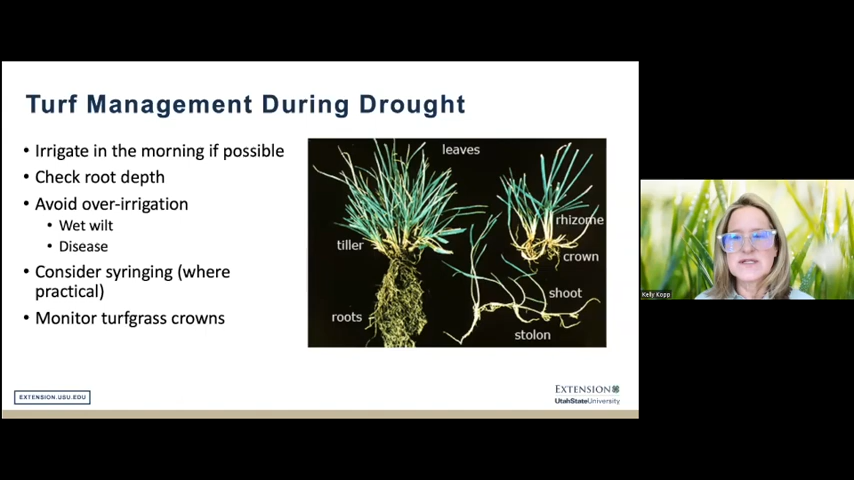 Turf Management During Drought
• Irrigate in the morning if possible
• Check root depth
• Avoid over-irrigation
• Wet wilt
• Disease
• Consider syringing (where
practical)
• Monitor turfgrass crowns
leaves
rhizome
tiller
crown
shoot
roots
stolon
Kelly Kopp
EXTENSION.USU.EDU
EXTENSION
UtahStateUniversity